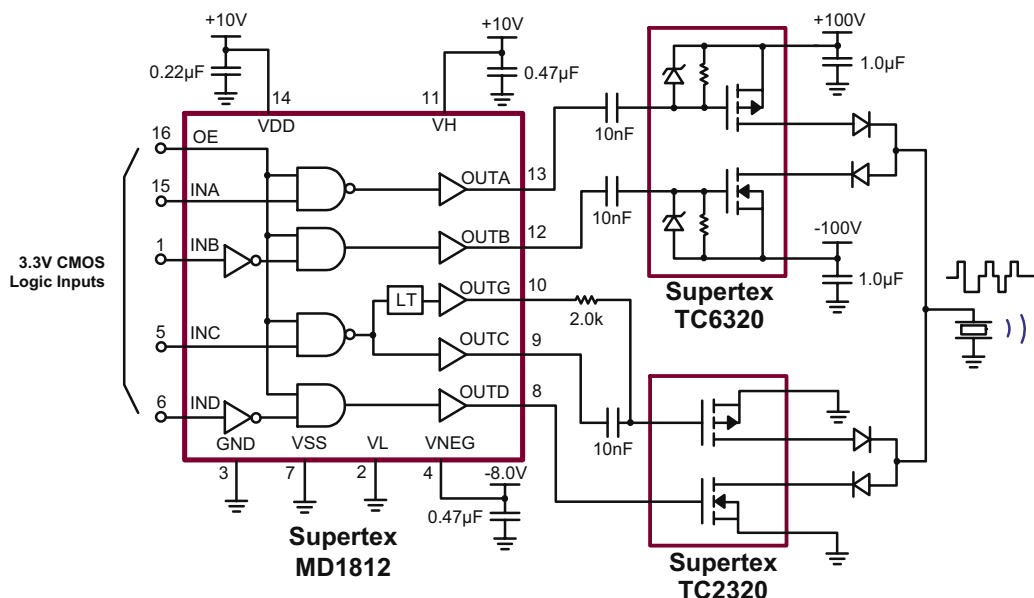 +10V
+10V
+100V
0.22µF
0.47µF
1.0µF
14
11
VDD
VH
16
OE
10nF
13
15
INA
OUTA
12
1
INB
OUTB
10nF
-100V
3.3V CMOS
Logic Inputs
10
OUTG
LT
2.0k
1.0µF
Supertex
TC6320
5
INC
OUTC
9
6
IND
OUTD
8
10nF
GND
VSS
VL
VNEG
3
7
2
4
-8.0V
0.47µF
Supertex
MD1812
Supertex
TC2320